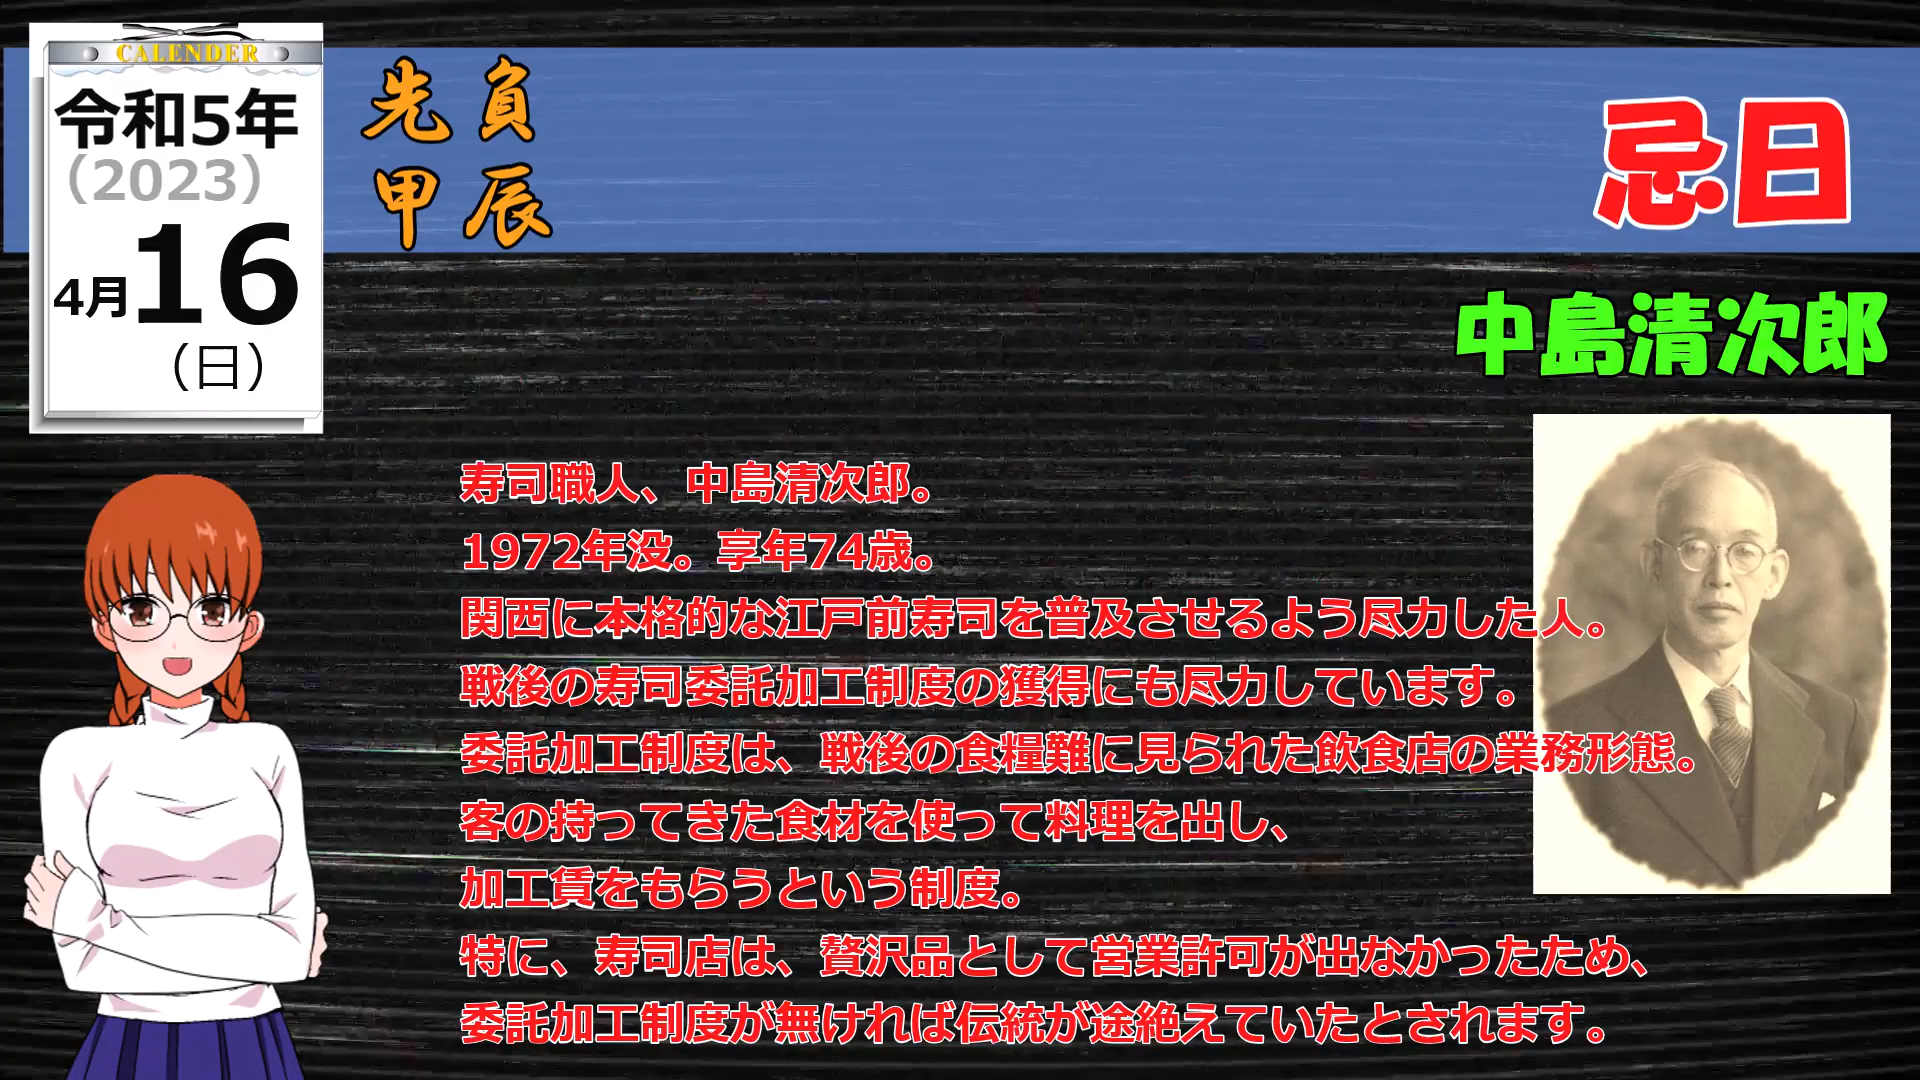 CALENDER
令和5年
（2023）
4月16
（日）
先負
甲辰
忌日
中島清次郎
寿司職人、中島清次郎。
1972年没。享年74歳。
関西に本格的な江戸前寿司を普及させるよう尽力した人。
戦後の寿司委託加工制度の獲得にも尽力しています。
委託加工制度は、戦後の食糧難に見られた飲食店の業務形態。
客の持ってきた食材を使って料理を出し、
加工賃をもらうという制度。
特に、寿司店は、贅沢品として営業許可が出なかったため、
委託加工制度が無ければ伝統が途絶えていたとされます。